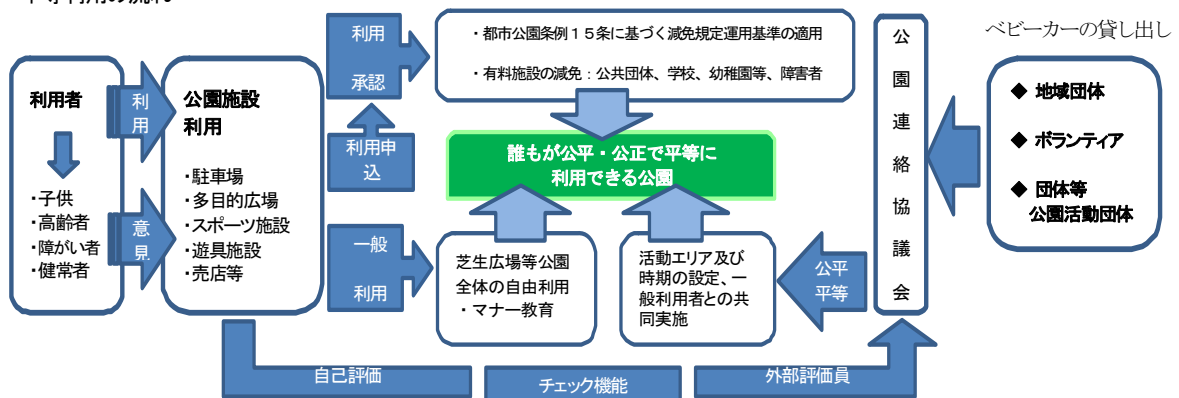 利用者
・子供
・高齢者
・障がい者
・健常者
利
用
意
見
公園施設
利用
・駐車場
・多目的広場
・スポーツ施設
・遊具施設
・売店等
利用
承認
利用申
込
一般
利用
・都市公園条例１５条に基づく減免規定運用基準の適用
・有料施設の減免：公共団体、学校、幼稚園等、障害者
誰もが公平・公正で平等に
利用できる公園
芝生広場等公園
全体の自由利用
・マナー教育
活動エリア及び
時期の設定、一
般利用者との共
同実施
公平
平等
公
園
連
絡
協
議
会
ベビーカーの貸し出し
◆ 地域団体
◆ ボランティア
◆ 団体等
公園活動団体
自己評価
チェック機能
外部評価員